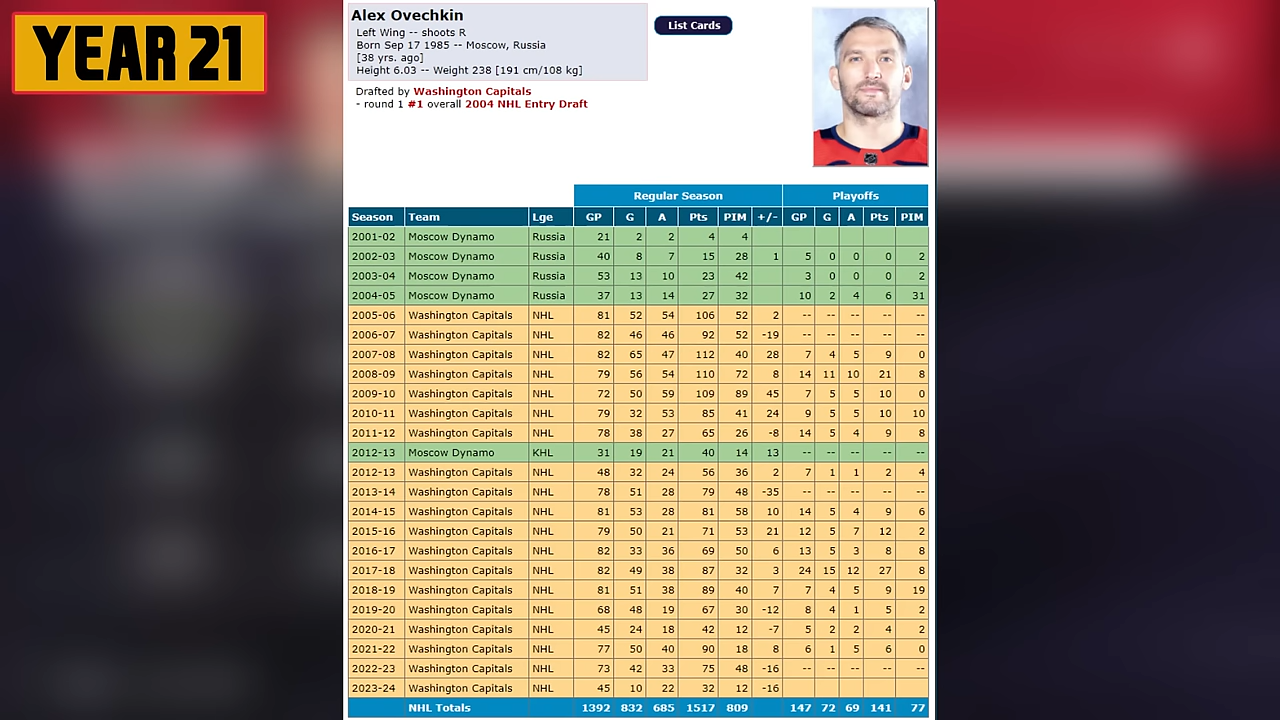 YEAR 21
Alex Ovechkin
Left Wing -- shoots R
Born Sep 17 1985 -- Moscow, Russia
[38 yrs. ago]
Height 6.03 -- Weight 238 [191 cm/108 kg]
List Cards
Drafted by Washington Capitals
- round 1 #1 overall 2004 NHL Entry Draft
Regular Season Playoffs
Season Team Lge GP G A Pts PIM +/- GP G A Pts PIM
2001-02 Moscow Dynamo Russia 21 2 2 4 4
2002-03 Moscow Dynamo Russia 40 8 7 15 28 1 5 0 0 0 2
2003-04 Moscow Dynamo Russia 53 13 10 23 42 3 0 0 0 2
2004-05 Moscow Dynamo Russia 37 13 14 27 32 10 2 4 6 31
2005-06 Washington Capitals NHL 81 52 54 106 52 2 -- -- -- -- --
2006-07 Washington Capitals NHL 82 46 46 92 52 -19 -- -- -- -- --
2007-08 Washington Capitals NHL 82 65 47 112 40 28 7 4 5 9 0
2008-09 Washington Capitals NHL 79 56 54 110 72 8 14 11 10 21 8
2009-10 Washington Capitals NHL 72 50 59 109 89 45 7 5 5 10 0
2010-11 Washington Capitals NHL 79 32 53 85 41 24 9 5 5 10 10
2011-12 Washington Capitals NHL 78 38 27 65 26 -8 14 5 4 9 8
2012-13 Moscow Dynamo KHL 31 19 21 40 14 13 -- -- -- -- --
2012-13 Washington Capitals NHL 48 32 24 56 36 2 7 1 1 2 4
2013-14 Washington Capitals NHL 78 51 28 79 48 -35 -- -- -- -- --
2014-15 Washington Capitals NHL 81 53 28 81 58 10 14 5 4 9 6
2015-16 Washington Capitals NHL 79 50 21 71 53 21 12 5 7 12 2
2016-17 Washington Capitals NHL 82 33 36 69 50 6 13 5 3 8 8
2017-18 Washington Capitals NHL 82 49 38 87 32 3 24 15 12 27 8
2018-19 Washington Capitals NHL 81 51 38 89 40 7 7 4 5 9 19
2019-20 Washington Capitals NHL 68 48 19 67 30 -12 8 4 1 5 2
2020-21 Washington Capitals NHL 45 24 18 42 12 -7 5 2 2 4 2
2021-22 Washington Capitals NHL 77 50 40 90 18 8 6 1 5 6 0
2022-23 Washington Capitals NHL 73 42 33 75 48 -16 -- -- -- -- --
2023-24 Washington Capitals NHL 45 10 22 32 12 -16
NHL Totals 1392 832 685 1517 809 147 72 69 141 77